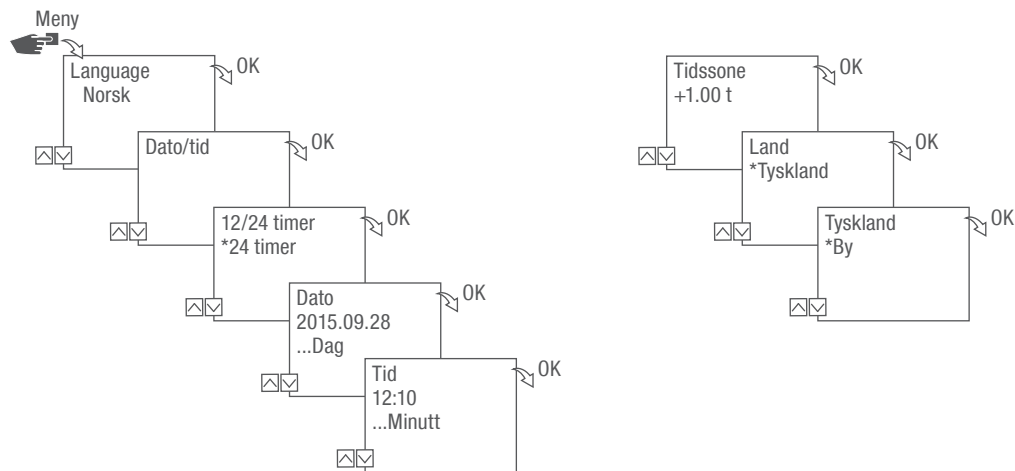 Meny
Language
Norsk
OK
Dato/tid
OK
12/24 timer
*24 timer
OK
Dato
2015.09.28
...Dag
OK
Tid
12:10
...Minutt
OK
Tidssone
+1.00 t
OK
Land
*Tyskland
OK
Tyskland
*By
OK